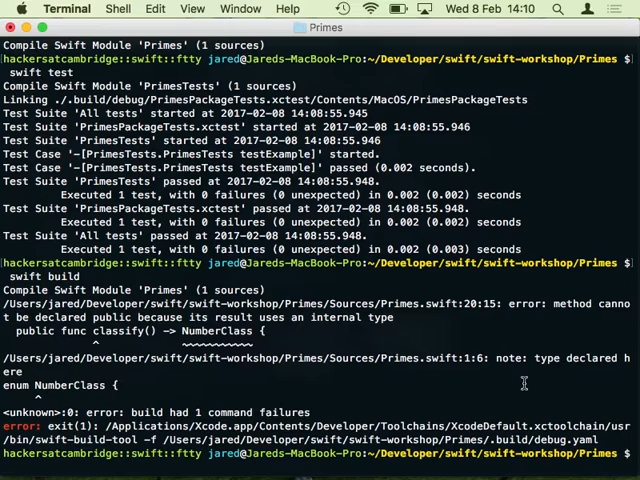 Terminal Shell Edit View Window Help Wed 8 Feb 14:10
Primes
Compile Swift Module 'Primes' (1 sources)
[hackersatcambridge::swift::ftty jared@Jareds-MacBook-Pro:~/Developer/swift/swift-workshop/Primes $]
swift test
Compile Swift Module 'PrimesTests' (1 sources)
Linking ./.build/debug/PrimesPackageTests.xctest/Contents/MacOS/PrimesPackageTests
Test Suite 'All tests' started at 2017-02-08 14:08:55.945
Test Suite 'PrimesPackageTests.xctest' started at 2017-02-08 14:08:55.946
Test Suite 'PrimesTests' started at 2017-02-08 14:08:55.946
Test Case '-[PrimesTests.PrimesTests testExample]' started.
Test Case '-[PrimesTests.PrimesTests testExample]' passed (0.002 seconds).
Test Suite 'PrimesTests' passed at 2017-02-08 14:08:55.948.
Executed 1 test, with 0 failures (0 unexpected) in 0.002 (0.002) seconds
Test Suite 'PrimesPackageTests.xctest' passed at 2017-02-08 14:08:55.948.
Executed 1 test, with 0 failures (0 unexpected) in 0.002 (0.002) seconds
Test Suite 'All tests' passed at 2017-02-08 14:08:55.948.
Executed 1 test, with 0 failures (0 unexpected) in 0.002 (0.003) seconds
[hackersatcambridge::swift::ftty jared@Jareds-MacBook-Pro:~/Developer/swift/swift-workshop/Primes $]
swift build
Compile Swift Module 'Primes' (1 sources)
/Users/jared/Developer/swift/swift-workshop/Primes/Sources/Primes.swift:20:15: error: method canno
t be declared public because its result uses an internal type
public func classify() -> NumberClass {
^ ~~~~~~~~~~~
/Users/jared/Developer/swift/swift-workshop/Primes/Sources/Primes.swift:1:6: note: type declared h
ere
enum NumberClass {
^
<unknown>:0: error: build had 1 command failures
error: exit(1): /Applications/Xcode.app/Contents/Developer/Toolchains/XcodeDefault.xctoolchain/usr
/bin/swift-build-tool -f /Users/jared/Developer/swift/swift-workshop/Primes/.build/debug.yaml
hackersatcambridge::swift::ftty jared@Jareds-MacBook-Pro:~/Developer/swift/swift-workshop/Primes $